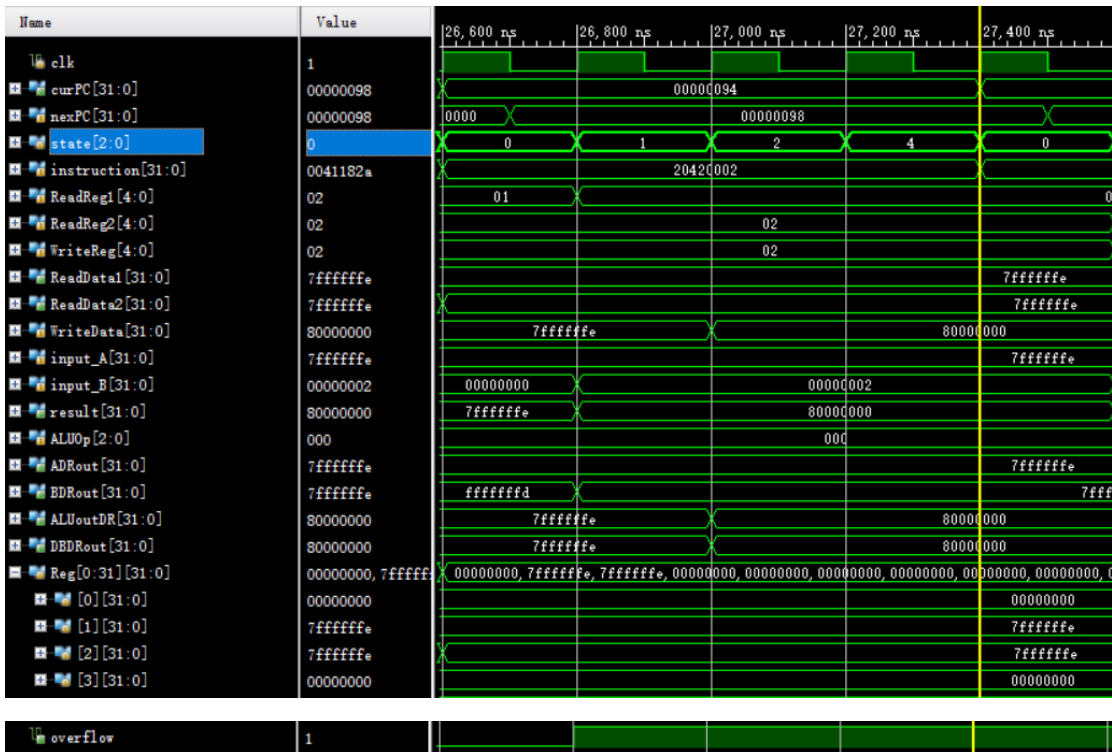 Name Value 26,600 ns 26,800 ns 27,000 ns 27,200 ns 27,400 ns
clk 1
curPC[31:0] 00000098 00000094
nexPC[31:0] 00000098 0000 00000098
state[2:0] 0 0 1 2 4 0
instruction[31:0] 0041182a 20420002
ReadReg1[4:0] 02 01 0
ReadReg2[4:0] 02 02
WriteReg[4:0] 02 02
ReadData1[31:0] 7ffffffe 7ffffffe
ReadData2[31:0] 7ffffffe 7ffffffe
WriteData[31:0] 80000000 7ffffffe 80000000
input_A[31:0] 7ffffffe 7ffffffe
input_B[31:0] 00000002 00000000 00000002
result[31:0] 80000000 7ffffffe 80000000
ALUOp[2:0] 000 000
ADRout[31:0] 7ffffffe 7ffffffe
BDRout[31:0] 7ffffffe fffffffd 7fff
ALUoutDR[31:0] 80000000 7ffffffe 80000000
DBDRout[31:0] 80000000 7ffffffe 80000000
Reg[0:31][31:0] 00000000, 7ffffff 00000000, 7ffffffe, 7ffffffe, 00000000, 00000000, 00000000, 00000000, 00000000, 00000000, 0
[0][31:0] 00000000 00000000
[1][31:0] 7ffffffe 7ffffffe
[2][31:0] 7ffffffe 7ffffffe
[3][31:0] 00000000 00000000
overflow 1